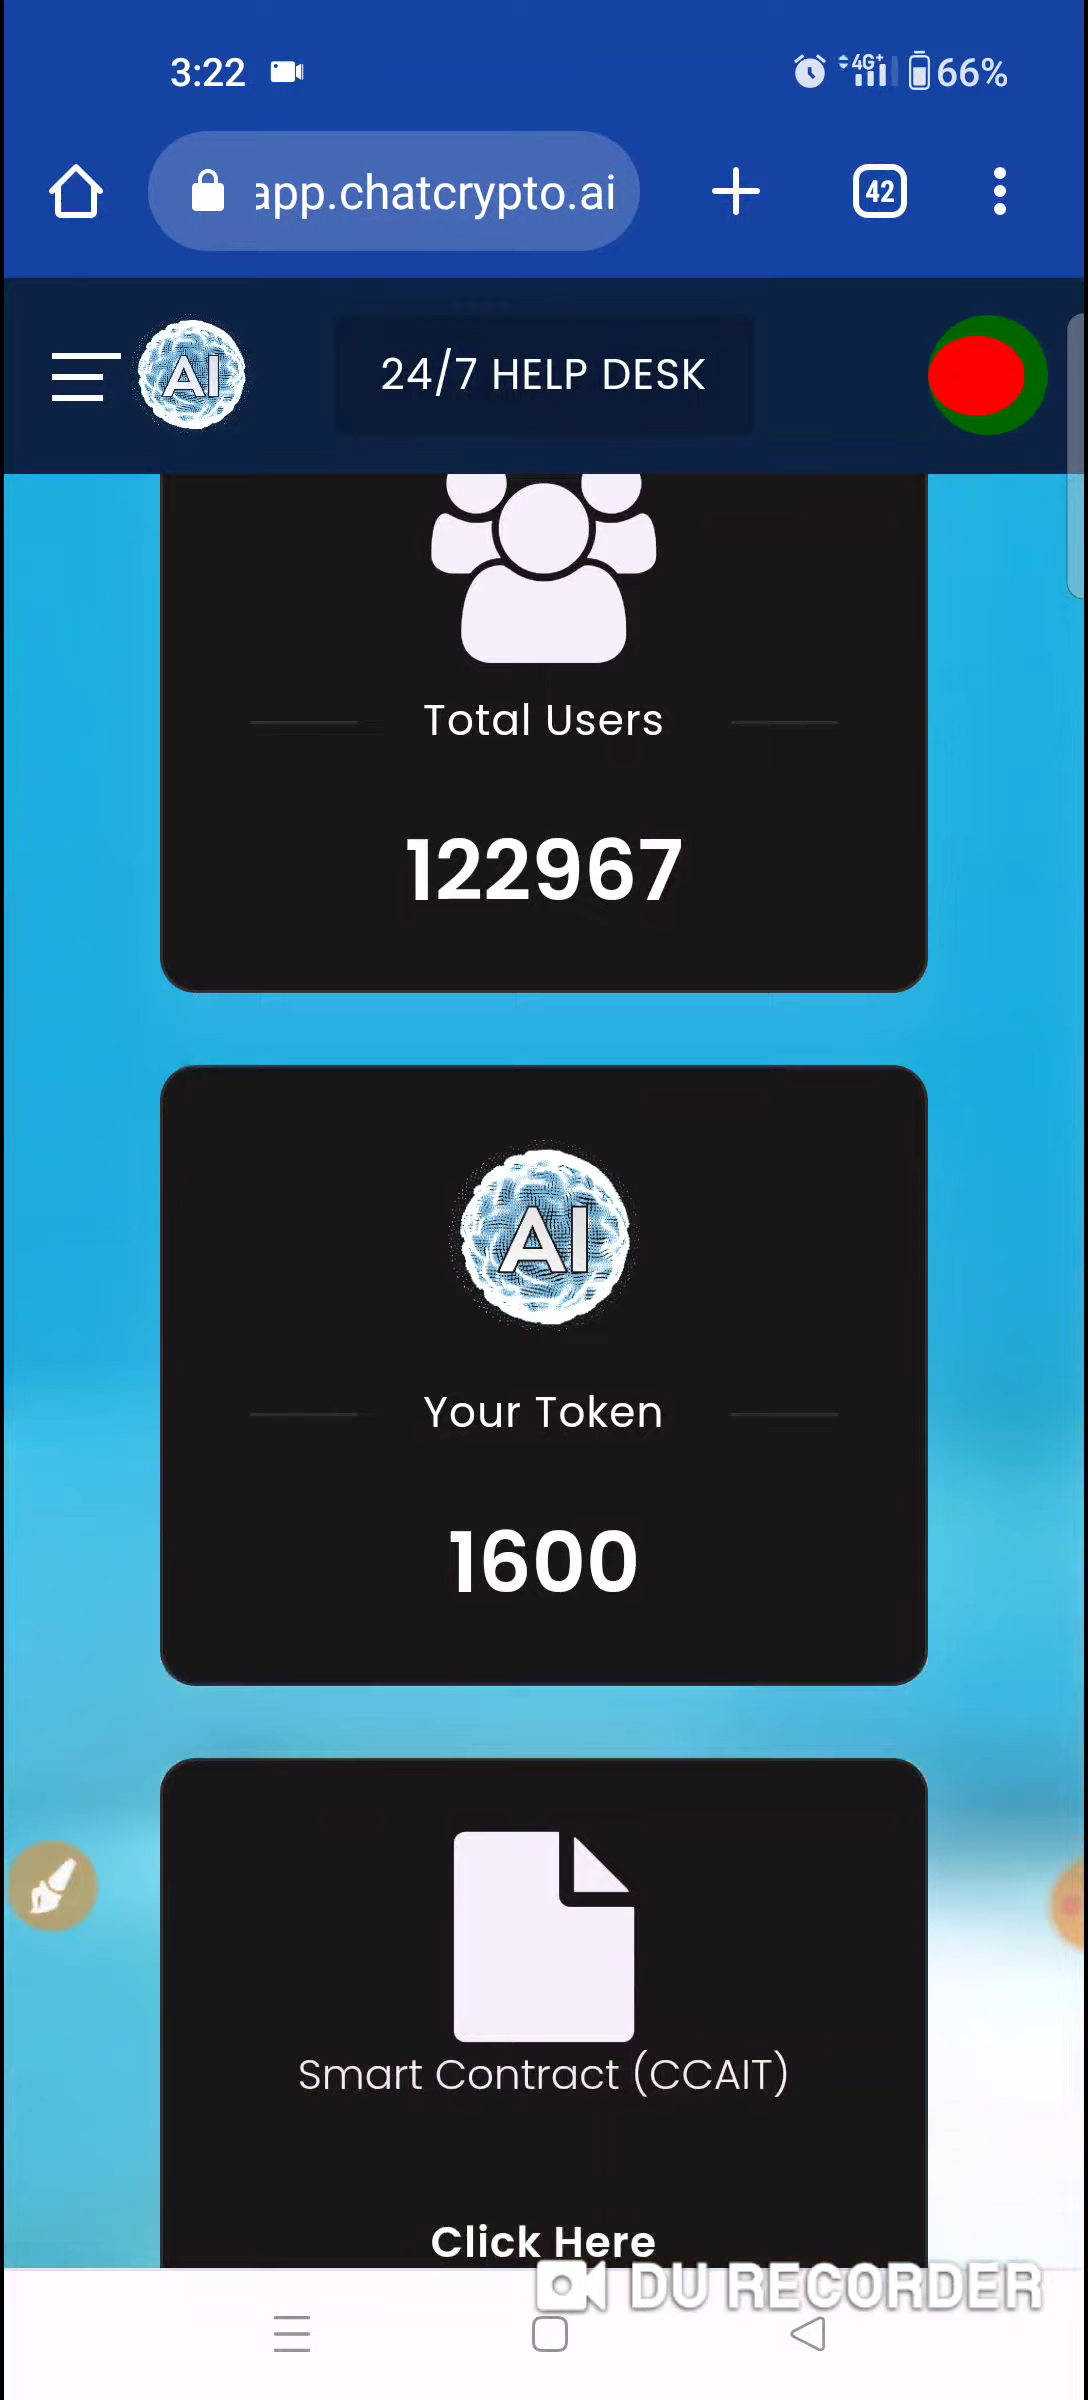 3:22
4G+
66%
app.chatcrypto.ai
42
AI
24/7 HELP DESK
Total Users
122967
AI
Your Token
1600
Smart Contract (CCAIT)
Click Here
DU RECORDER